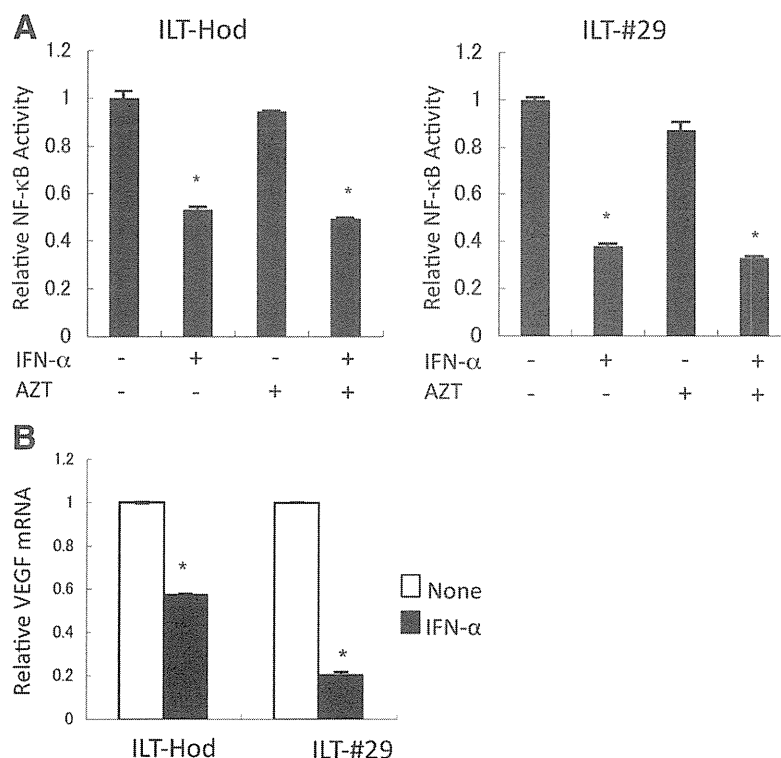 A
ILT-Hod
Relative NF-κB Activity
1.2
1
0.8
0.6
0.4
0.2
0
*
*
IFN-α - + - +
AZT - - + +
ILT-#29
Relative NF-κB Activity
1.2
1
0.8
0.6
0.4
0.2
0
*
*
IFN-α - + - +
AZT - - + +
B
Relative VEGF mRNA
1.2
1
0.8
0.6
0.4
0.2
0
*
*
ILT-Hod ILT-#29
None
IFN-α